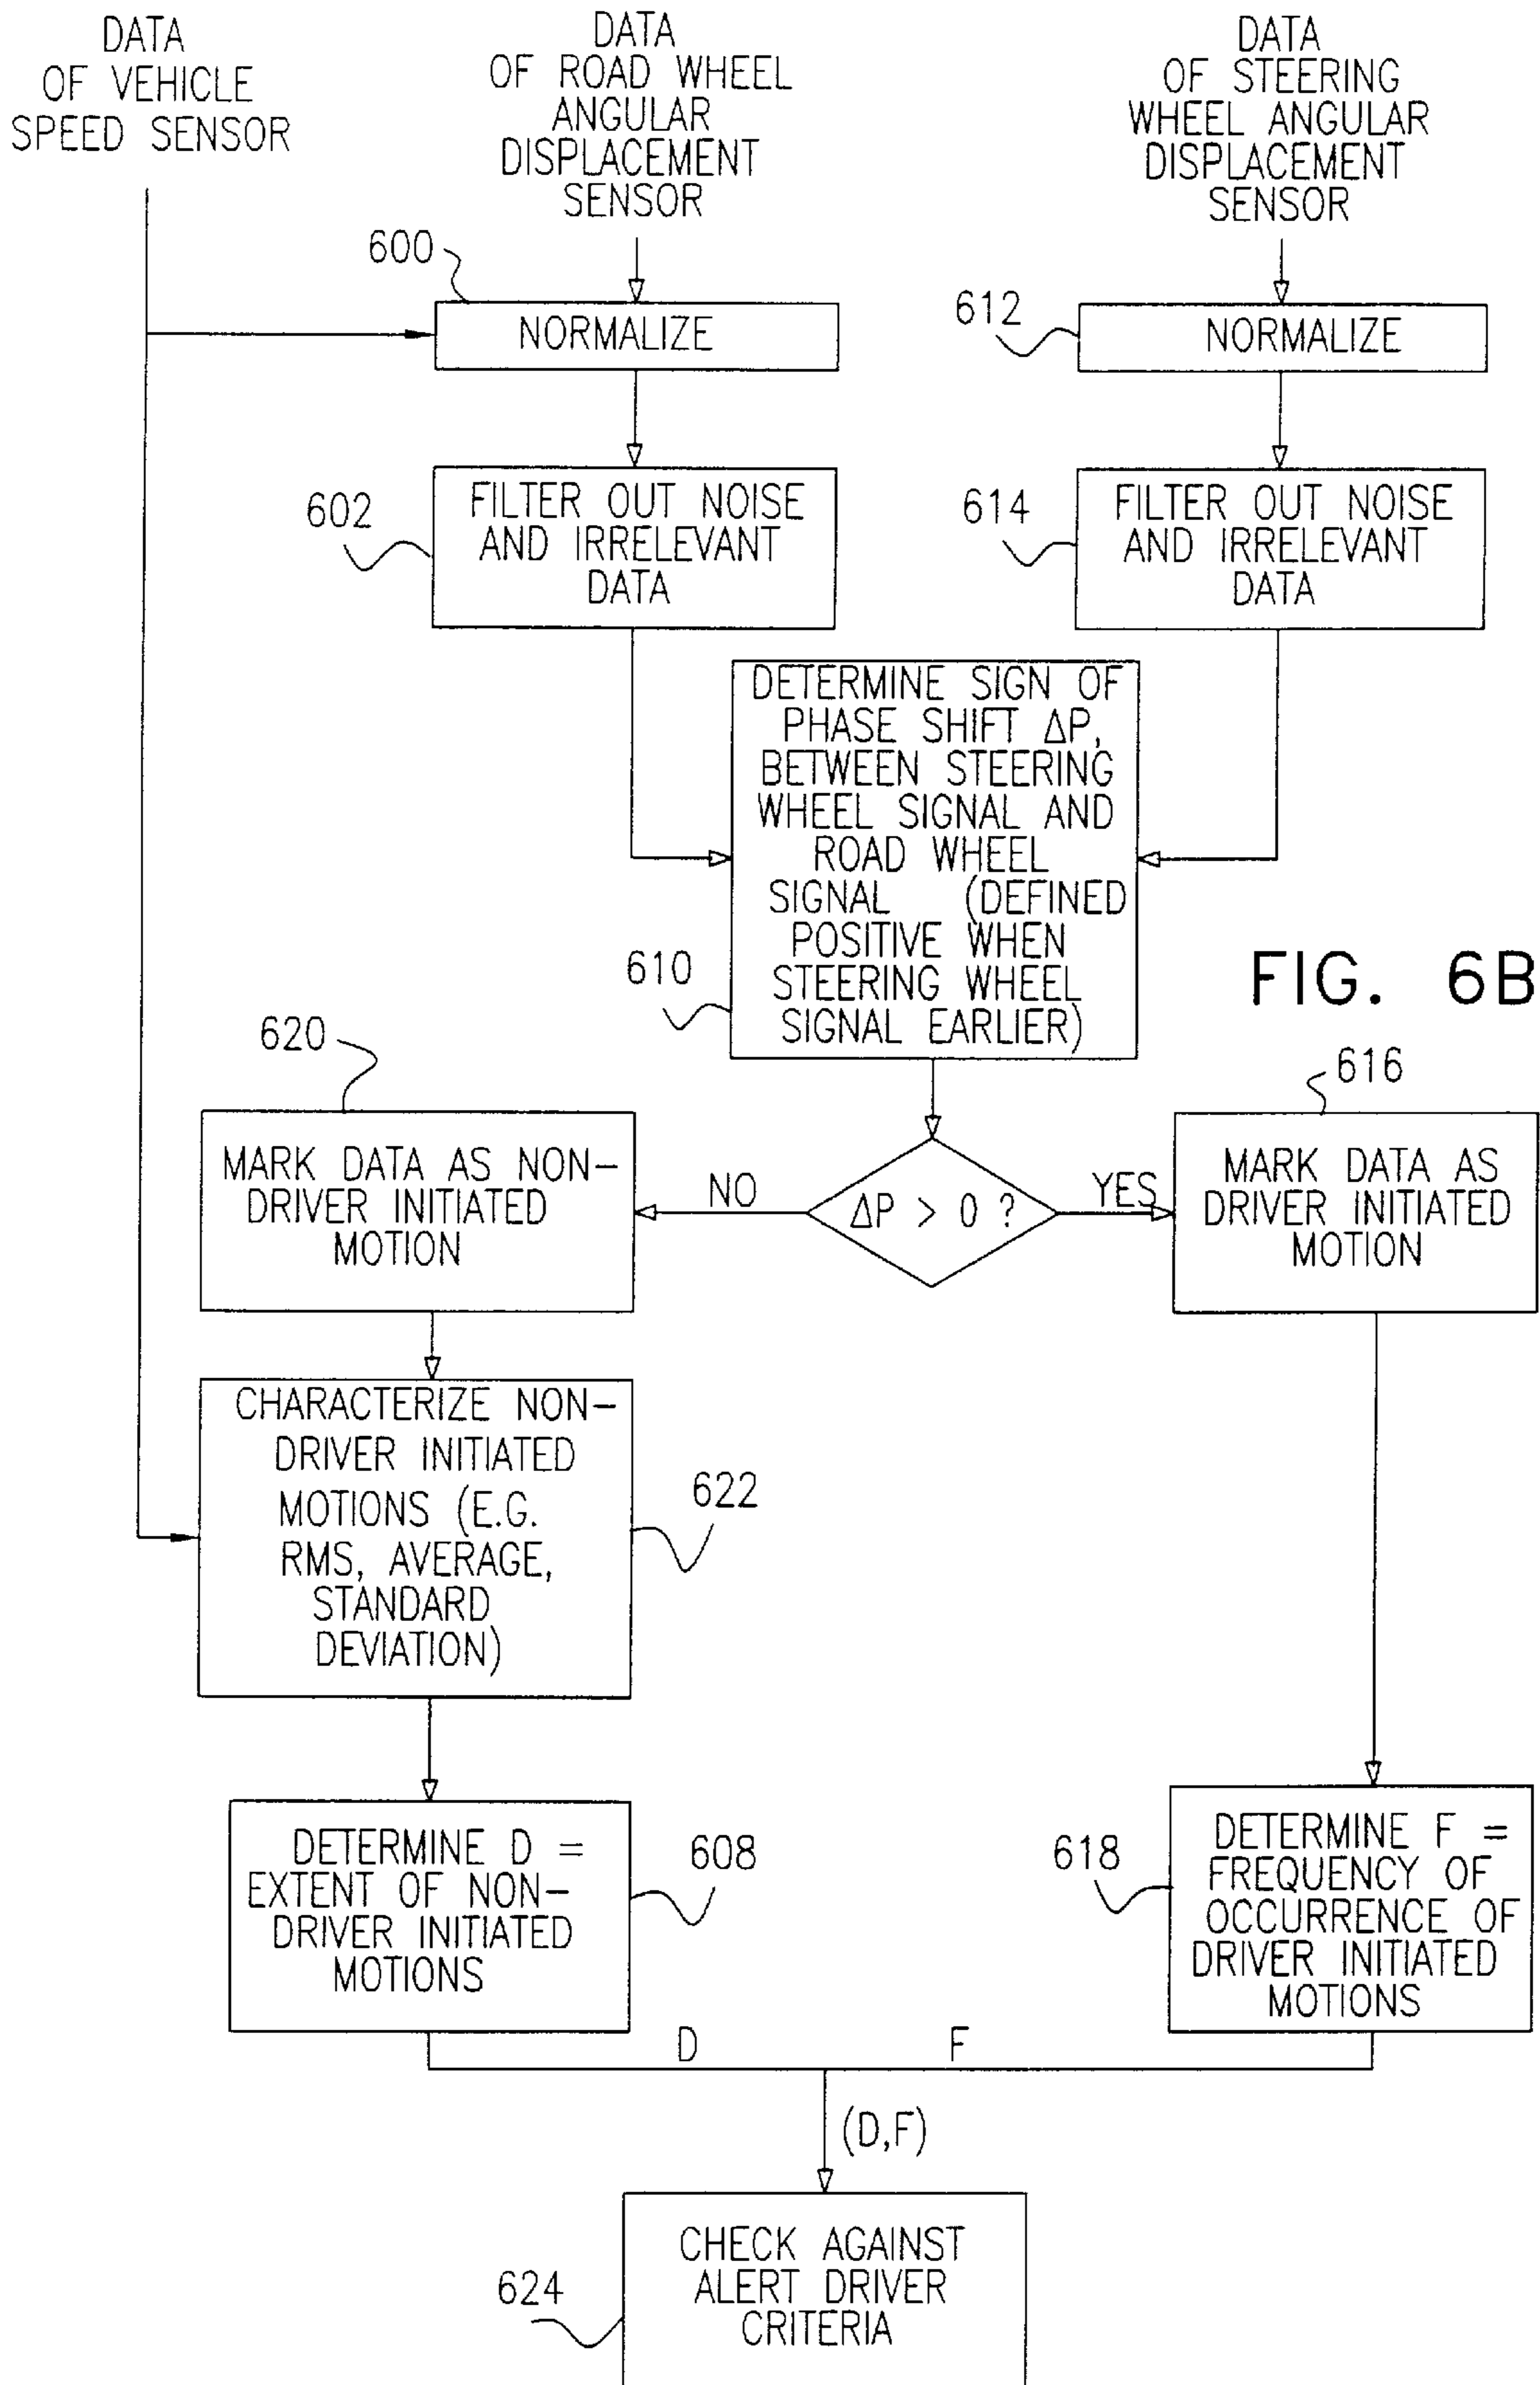 DATA
OF VEHICLE
SPEED SENSOR
DATA
OF ROAD WHEEL
ANGULAR
DISPLACEMENT
SENSOR
DATA
OF STEERING
WHEEL ANGULAR
DISPLACEMENT
SENSOR
600
NORMALIZE
612
NORMALIZE
602
FILTER OUT NOISE
AND IRRELEVANT
DATA
614
FILTER OUT NOISE
AND IRRELEVANT
DATA
DETERMINE SIGN OF
PHASE SHIFT ΔP,
BETWEEN STEERING
WHEEL SIGNAL AND
ROAD WHEEL
SIGNAL (DEFINED
POSITIVE WHEN
STEERING WHEEL
SIGNAL EARLIER)
610
FIG. 6B
620
616
MARK DATA AS NON-
DRIVER INITIATED
MOTION
NO
ΔP > 0 ?
YES
MARK DATA AS
DRIVER INITIATED
MOTION
CHARACTERIZE NON-
DRIVER INITIATED
MOTIONS (E.G.
RMS, AVERAGE,
STANDARD
DEVIATION)
622
DETERMINE D =
EXTENT OF NON-
DRIVER INITIATED
MOTIONS
608
618
DETERMINE F =
FREQUENCY OF
OCCURRENCE OF
DRIVER INITIATED
MOTIONS
D
F
(D,F)
624
CHECK AGAINST
ALERT DRIVER
CRITERIA